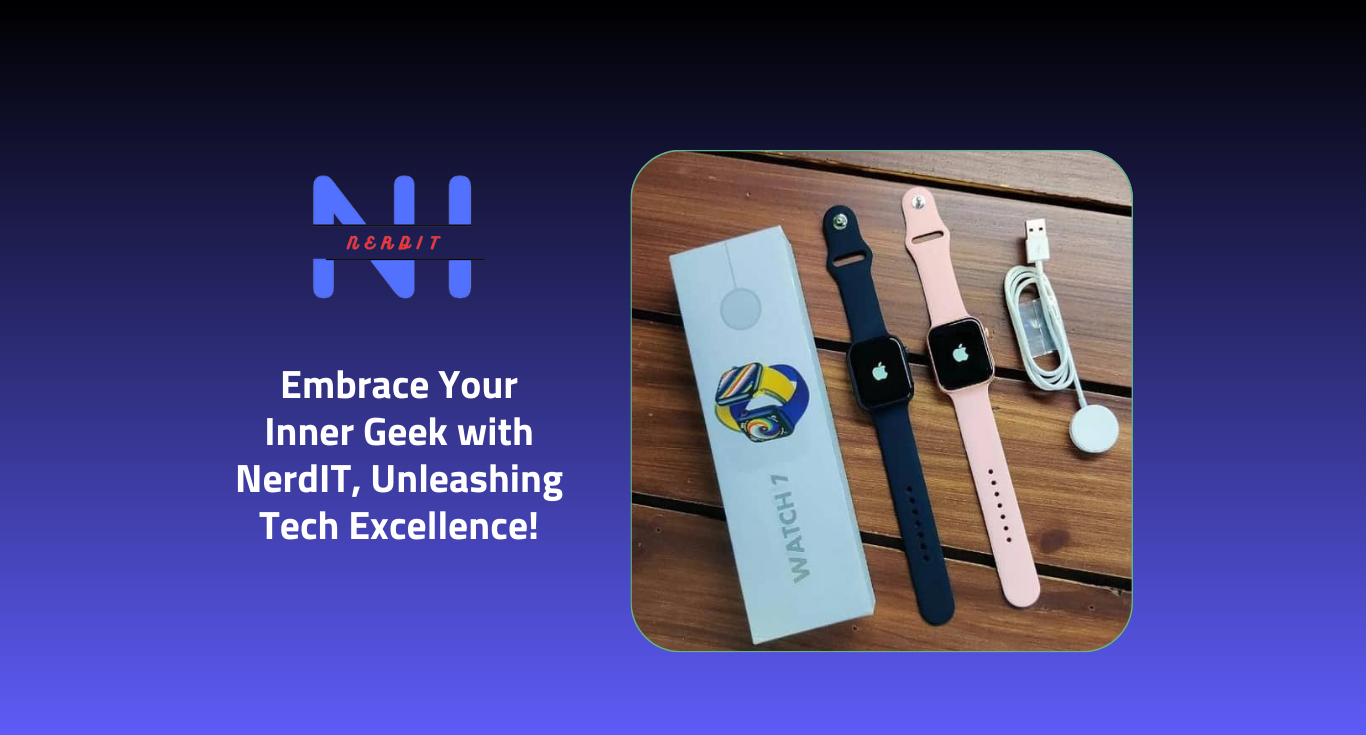 NERDIT
Embrace Your
Inner Geek with
NerdIT, Unleashing
Tech Excellence!
WATCH 7